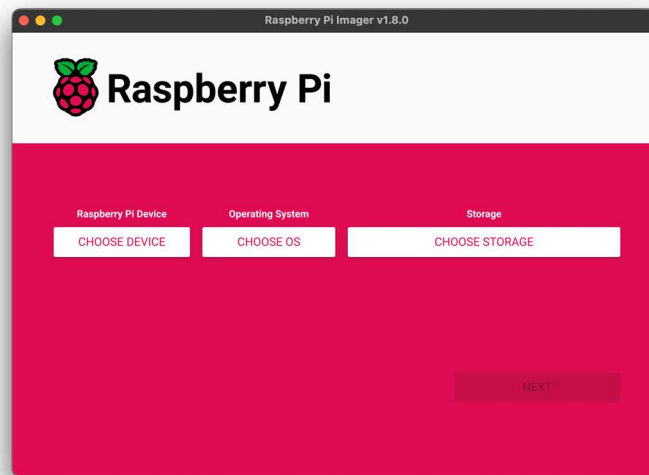 Raspberry Pi Imager v1.8.0
Raspberry Pi
Raspberry Pi Device
Operating System
Storage
CHOOSE DEVICE
CHOOSE OS
CHOOSE STORAGE
NEXT